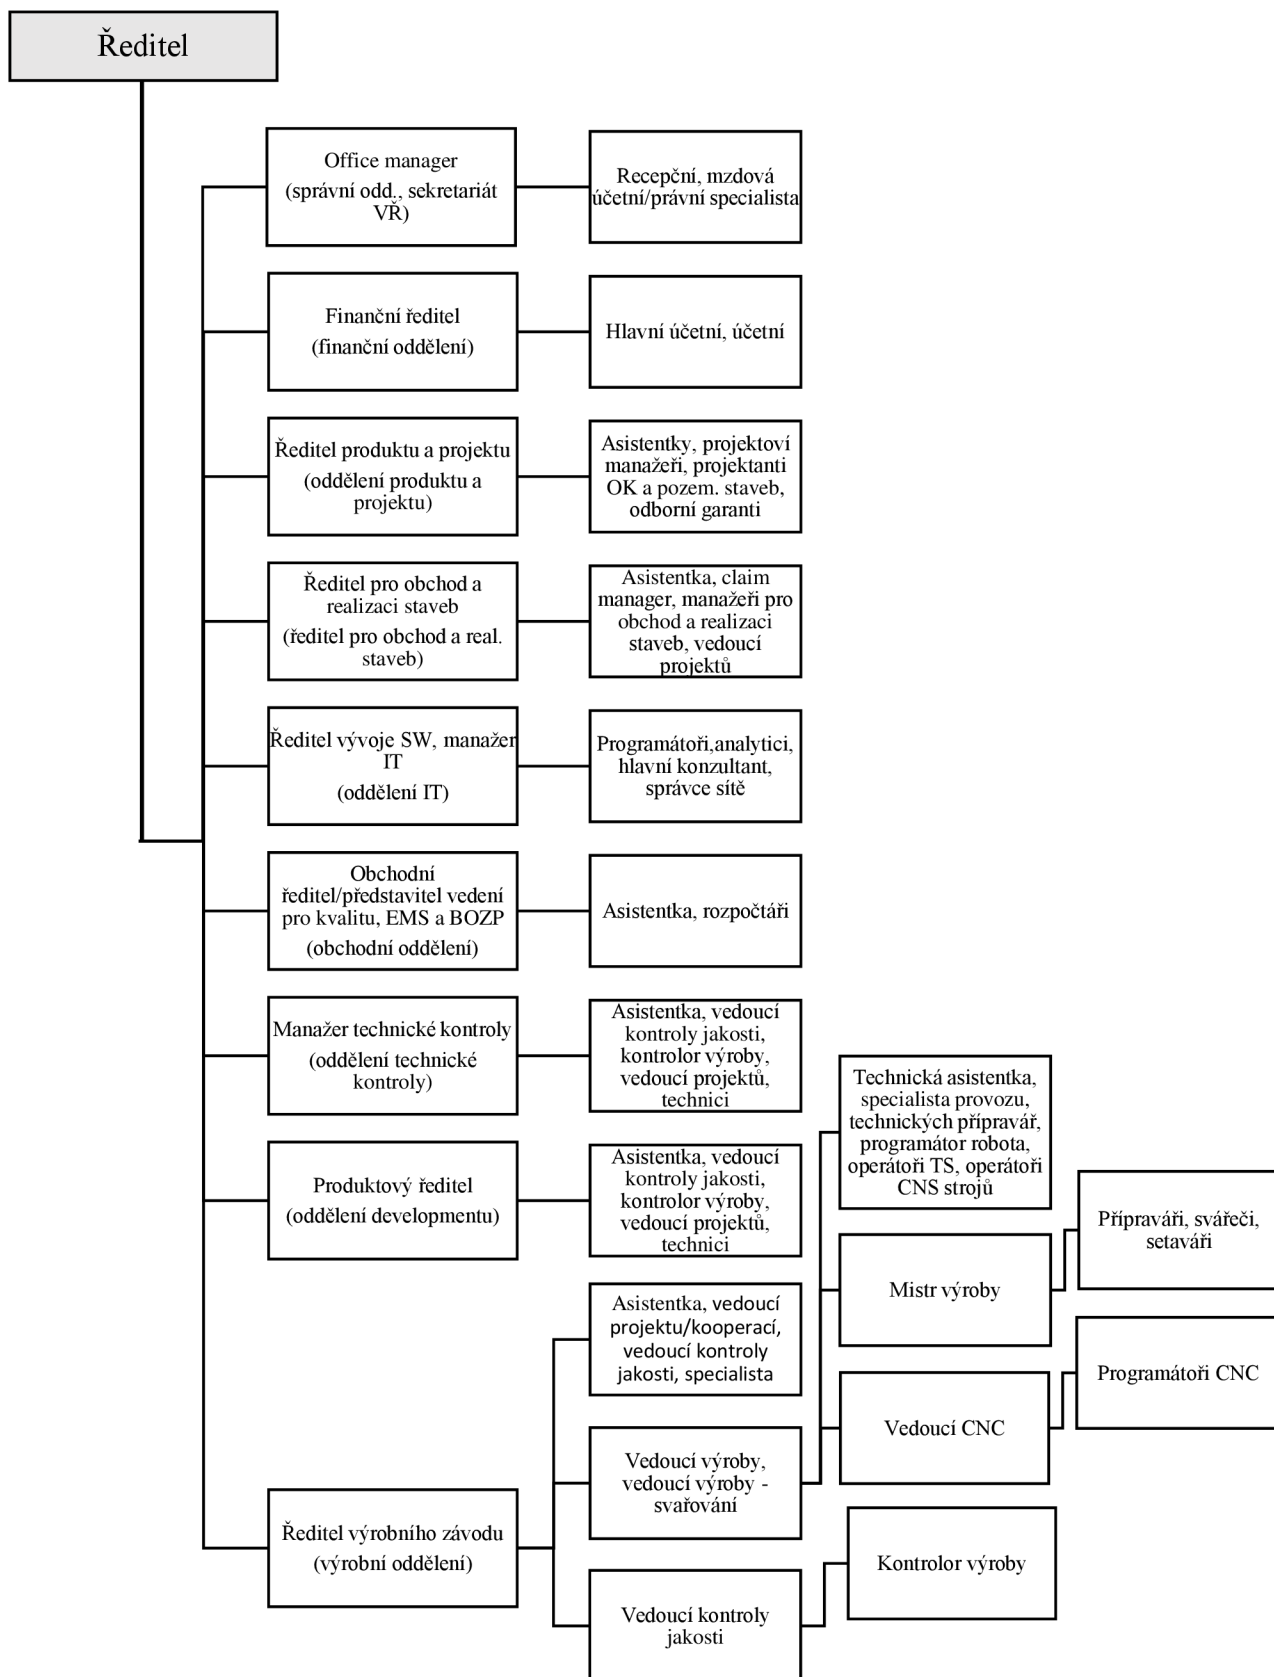 Ředitel
Office manager
(správní odd., sekretariát
VŘ)
Recepční, mzdová
účetní/právní specialista
Finanční ředitel
(finanční oddělení)
Hlavní účetní, účetní
Ředitel produktu a projektu
(oddělení produktu a
projektu)
Asistentky, projektoví
manažeři, projektanti
OK a pozem. staveb,
odborní garanti
Ředitel pro obchod a
realizaci staveb
(ředitel pro obchod a real.
staveb)
Asistentka, claim
manager, manažeři pro
obchod a realizaci
staveb, vedoucí
projektů
Ředitel vývoje SW, manažer
IT
(oddělení IT)
Programátoři,analytici,
hlavní konzultant,
správce sítě
Obchodní
ředitel/představitel vedení
pro kvalitu, EMS a BOZP
(obchodní oddělení)
Asistentka, rozpočtáři
Manažer technické kontroly
(oddělení technické
kontroly)
Asistentka, vedoucí
kontroly jakosti,
kontrolor výroby,
vedoucí projektů,
technici
Produktový ředitel
(oddělení developmentu)
Asistentka, vedoucí
kontroly jakosti,
kontrolor výroby,
vedoucí projektů,
technici
Ředitel výrobního závodu
(výrobní oddělení)
Asistentka, vedoucí
projektu/kooperací,
vedoucí kontroly
jakosti, specialista
Vedoucí výroby,
vedoucí výroby -
svařování
Technická asistentka,
specialista provozu,
technických přípravář,
programátor robota,
operátoři TS, operátoři
CNS strojů
Mistr výroby
Přípraváři, svářeči,
setaváři
Vedoucí CNC
Programátoři CNC
Vedoucí kontroly
jakosti
Kontrolor výroby